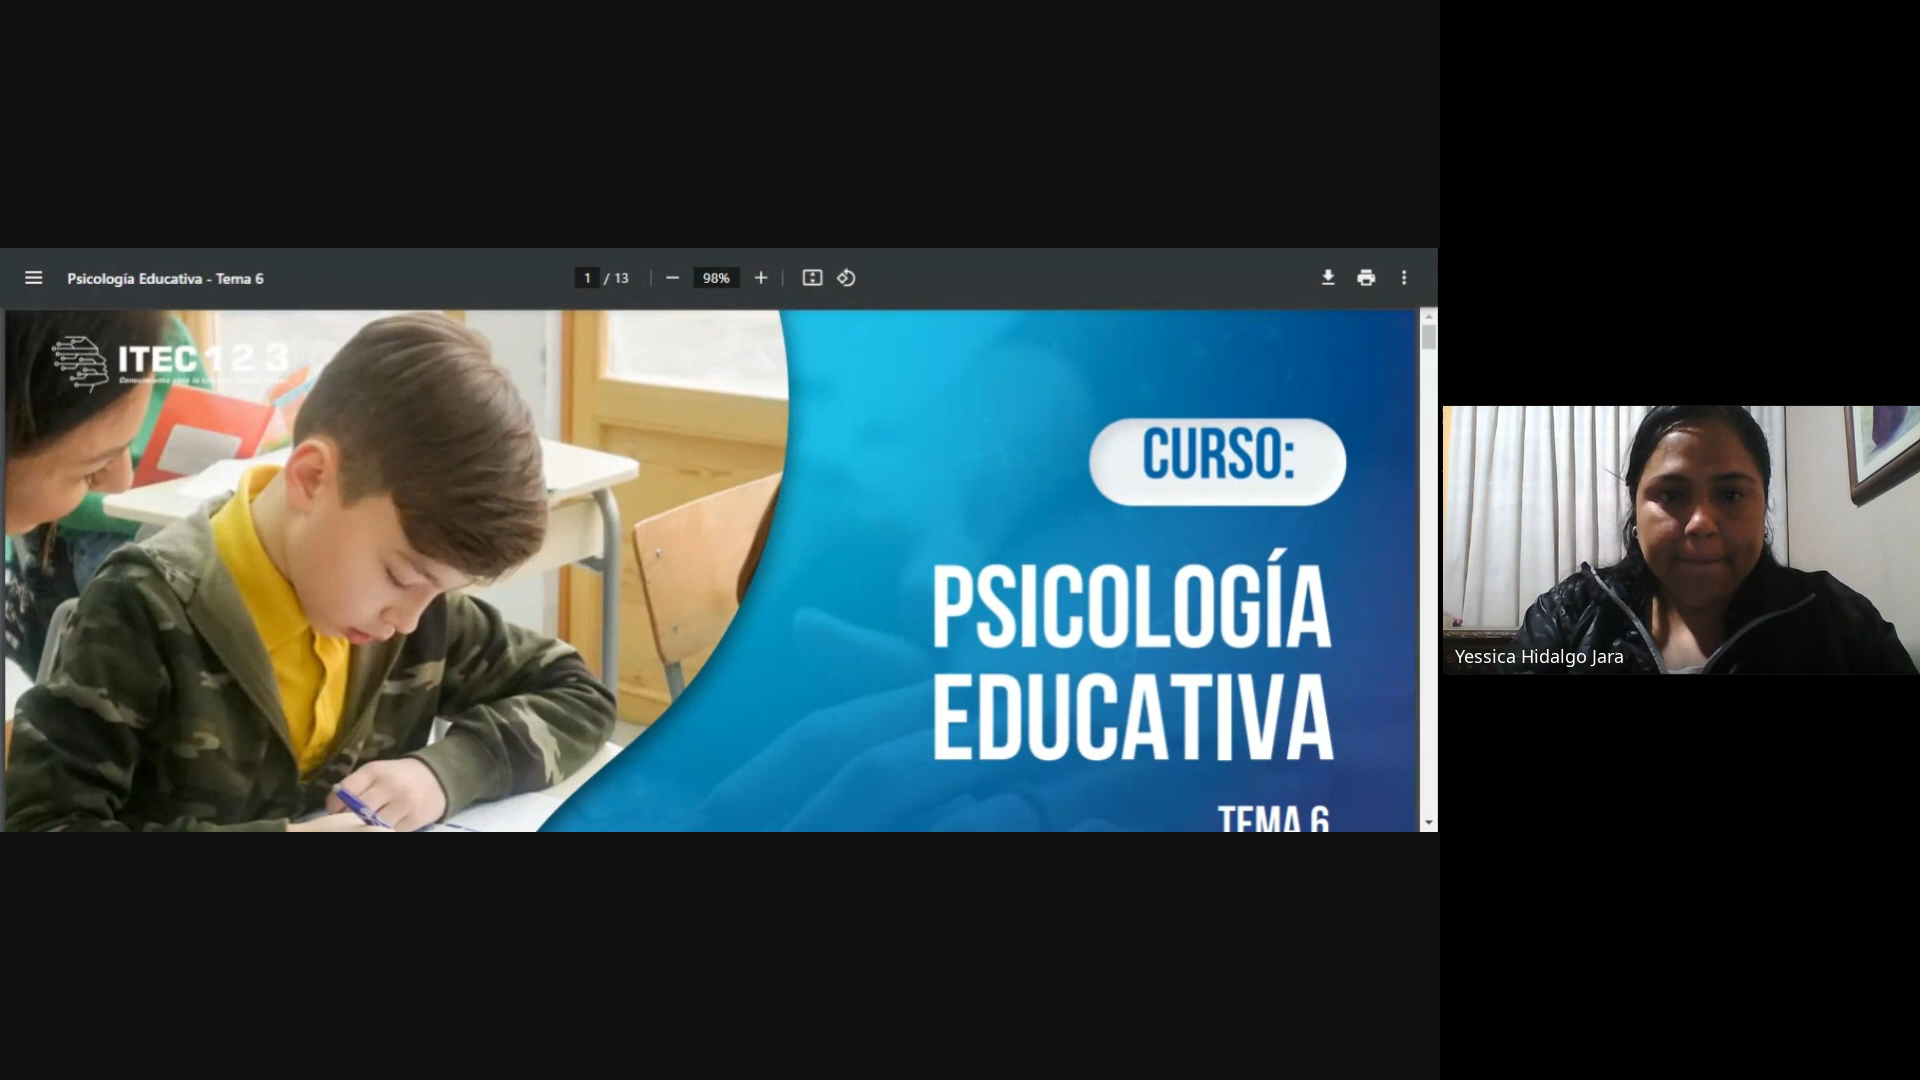 Psicología Educativa - Tema 6
1 / 13
98%
ITEC 1 2 3
CURSO:
PSICOLOGÍA
EDUCATIVA
TEMA 6
Yessica Hidalgo Jara